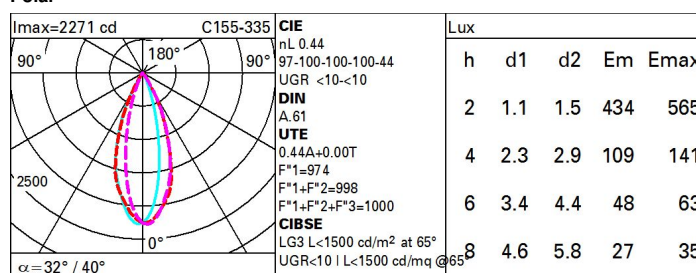 Imax=2271 cd C155-335
90° 180° 90°
2500
0°
α=32° / 40°
CIE
nL 0.44
97-100-100-100-44
UGR <10-<10
DIN
A.61
UTE
0.44A+0.00T
F"1=974
F"1+F"2=998
F"1+F"2+F"3=1000
CIBSE
LG3 L<1500 cd/m² at 65°
UGR<10 | L<1500 cd/mq @65°
Lux
h d1 d2 Em Emax
2 1.1 1.5 434 565
4 2.3 2.9 109 141
6 3.4 4.4 48 63
8 4.6 5.8 27 35